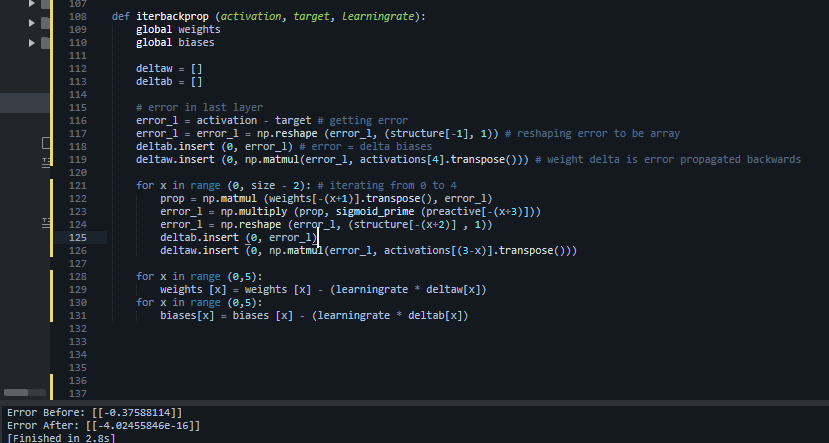 107
108 def iterbackprop (activation, target, learningrate):
109 global weights
110 global biases
111
112 deltaw = []
113 deltab = []
114
115 # error in last layer
116 error_l = activation - target # getting error
117 error_l = error_l = np.reshape (error_l, (structure[-1], 1)) # reshaping error to be array
118 deltab.insert (0, error_l) # error = delta biases
119 deltaw.insert (0, np.matmul(error_l, activations[4].transpose())) # weight delta is error propagated backwards
120
121 for x in range (0, size - 2): # iterating from 0 to 4
122 prop = np.matmul (weights[-(x+1)].transpose(), error_l)
123 error_l = np.multiply (prop, sigmoid_prime (preactive[-(x+3)]))
124 error_l = np.reshape (error_l, (structure[-(x+2)] , 1))
125 deltab.insert (0, error_l)
126 deltaw.insert (0, np.matmul(error_l, activations[(3-x)].transpose()))
127
128 for x in range (0,5):
129 weights [x] = weights [x] - (learningrate * deltaw[x])
130 for x in range (0,5):
131 biases[x] = biases [x] - (learningrate * deltab[x])
132
133
134
135
136
137
Error Before: [[-0.37588114]]
Error After: [[-4.02455846e-16]]
[Finished in 2.8s]